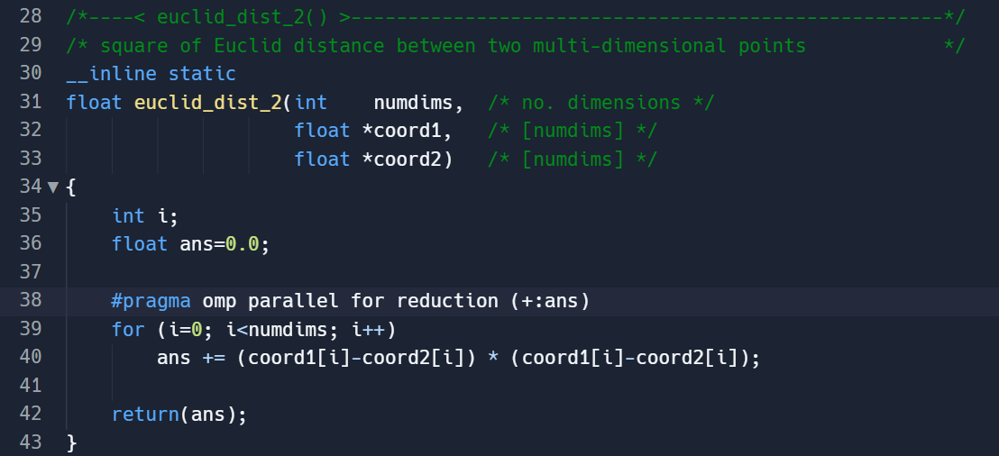 28 /*----< euclid_dist_2() >----------------------------------------------------*/
29 /* square of Euclid distance between two multi-dimensional points            */
30 __inline static
31 float euclid_dist_2(int    numdims,  /* no. dimensions */
32                     float *coord1,   /* [numdims] */
33                     float *coord2)   /* [numdims] */
34 {
35     int i;
36     float ans=0.0;
37
38     #pragma omp parallel for reduction (+:ans)
39     for (i=0; i<numdims; i++)
40         ans += (coord1[i]-coord2[i]) * (coord1[i]-coord2[i]);
41
42     return(ans);
43 }